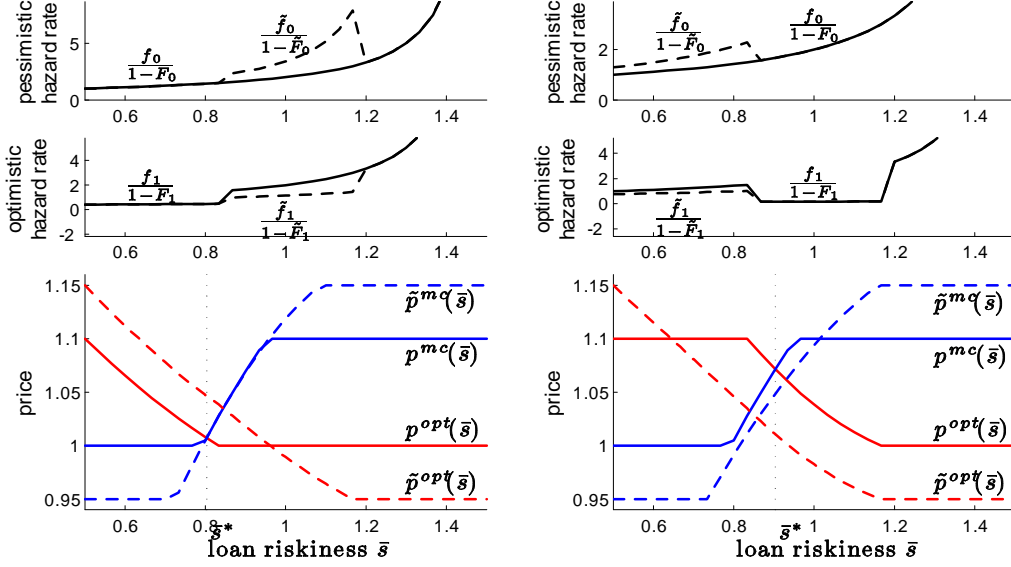 pessimistic hazard rate
5
0
0.6 0.8 1 1.2 1.4
f₀/(1−F₀)
f̃₀/(1−F̃₀)
pessimistic hazard rate
2
0
0.6 0.8 1 1.2 1.4
f̃₀/(1−F̃₀)
f₀/(1−F₀)
optimistic hazard rate
4
2
0
-2
0.6 0.8 1 1.2 1.4
f₁/(1−F₁)
f̃₁/(1−F̃₁)
optimistic hazard rate
4
2
0
-2
0.6 0.8 1 1.2 1.4
f₁/(1−F₁)
f̃₁/(1−F̃₁)
price
1.15
1.1
1.05
1
0.95
p̃ᵐᶜ(s̄)
pᵐᶜ(s̄)
pᵒᵖᵗ(s̄)
p̃ᵒᵖᵗ(s̄)
0.6 0.8 1 1.2 1.4
s̄*
loan riskiness s̄
price
1.15
1.1
1.05
1
0.95
p̃ᵐᶜ(s̄)
pᵐᶜ(s̄)
pᵒᵖᵗ(s̄)
p̃ᵒᵖᵗ(s̄)
0.6 0.8 1 1.2 1.4
s̄*
loan riskiness s̄